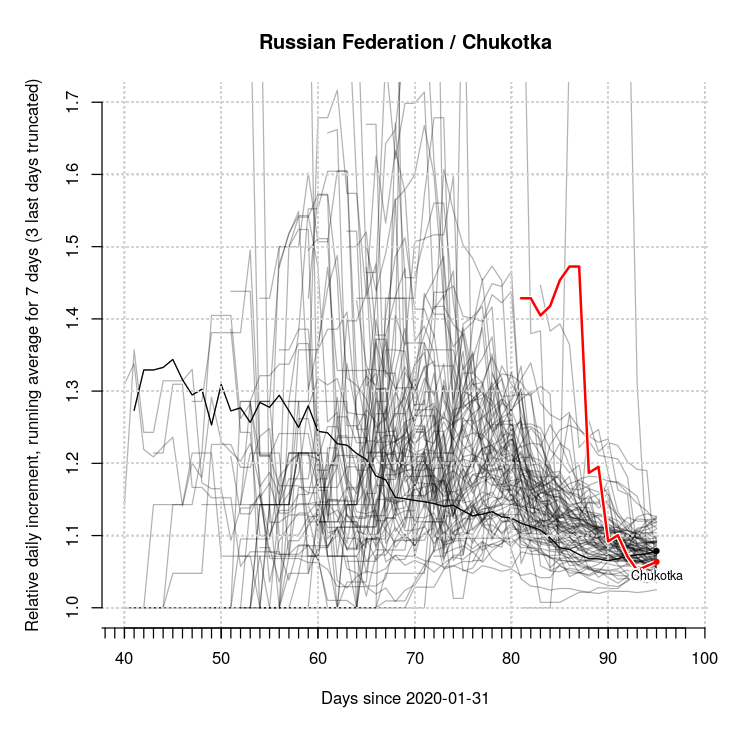 Russian Federation / Chukotka
Relative daily increment, running average for 7 days (3 last days truncated)
1.7
1.6
1.5
1.4
1.3
1.2
1.1
1.0
Chukotka
40 50 60 70 80 90 100
Days since 2020-01-31